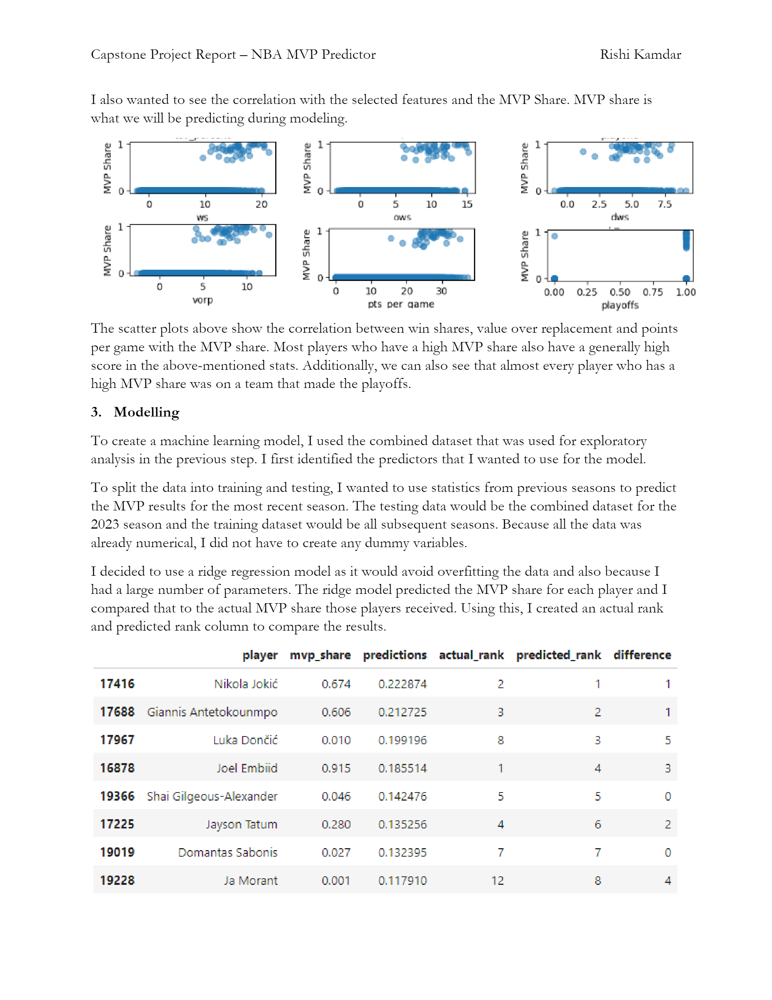 Capstone Project Report – NBA MVP Predictor Rishi Kamdar
I also wanted to see the correlation with the selected features and the MVP Share. MVP share is
what we will be predicting during modeling.
MVP Share 1 0 0 10 20 ws
MVP Share 1 0 0 5 10 15 ows
MVP Share 1 0 0.0 2.5 5.0 7.5 dws
MVP Share 1 0 0 5 10 vorp
MVP Share 1 0 0 10 20 30 pts per game
MVP Share 1 0 0.00 0.25 0.50 0.75 1.00 playoffs
The scatter plots above show the correlation between win shares, value over replacement and points
per game with the MVP share. Most players who have a high MVP share also have a generally high
score in the above-mentioned stats. Additionally, we can also see that almost every player who has a
high MVP share was on a team that made the playoffs.
3. Modelling
To create a machine learning model, I used the combined dataset that was used for exploratory
analysis in the previous step. I first identified the predictors that I wanted to use for the model.
To split the data into training and testing, I wanted to use statistics from previous seasons to predict
the MVP results for the most recent season. The testing data would be the combined dataset for the
2023 season and the training dataset would be all subsequent seasons. Because all the data was
already numerical, I did not have to create any dummy variables.
I decided to use a ridge regression model as it would avoid overfitting the data and also because I
had a large number of parameters. The ridge model predicted the MVP share for each player and I
compared that to the actual MVP share those players received. Using this, I created an actual rank
and predicted rank column to compare the results.
player mvp_share predictions actual_rank predicted_rank difference
17416 Nikola Jokić 0.674 0.222874 2 1 1
17688 Giannis Antetokounmpo 0.606 0.212725 3 2 1
17967 Luka Dončić 0.010 0.199196 8 3 5
16878 Joel Embiid 0.915 0.185514 1 4 3
19366 Shai Gilgeous-Alexander 0.046 0.142476 5 5 0
17225 Jayson Tatum 0.280 0.135256 4 6 2
19019 Domantas Sabonis 0.027 0.132395 7 7 0
19228 Ja Morant 0.001 0.117910 12 8 4